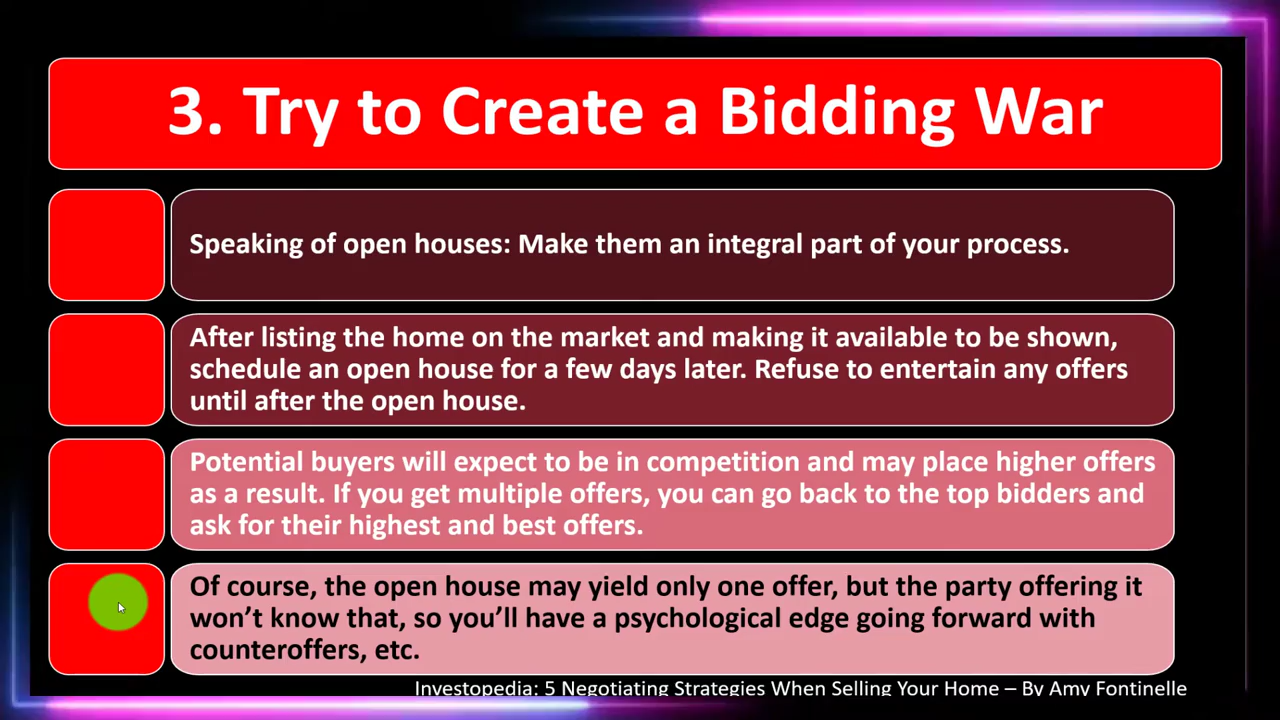 3. Try to Create a Bidding War
Speaking of open houses: Make them an integral part of your process.
After listing the home on the market and making it available to be shown,
schedule an open house for a few days later. Refuse to entertain any offers
until after the open house.
Potential buyers will expect to be in competition and may place higher offers
as a result. If you get multiple offers, you can go back to the top bidders and
ask for their highest and best offers.
Of course, the open house may yield only one offer, but the party offering it
won’t know that, so you’ll have a psychological edge going forward with
counteroffers, etc.
Investopedia: 5 Negotiating Strategies When Selling Your Home – By Amy Fontinelle